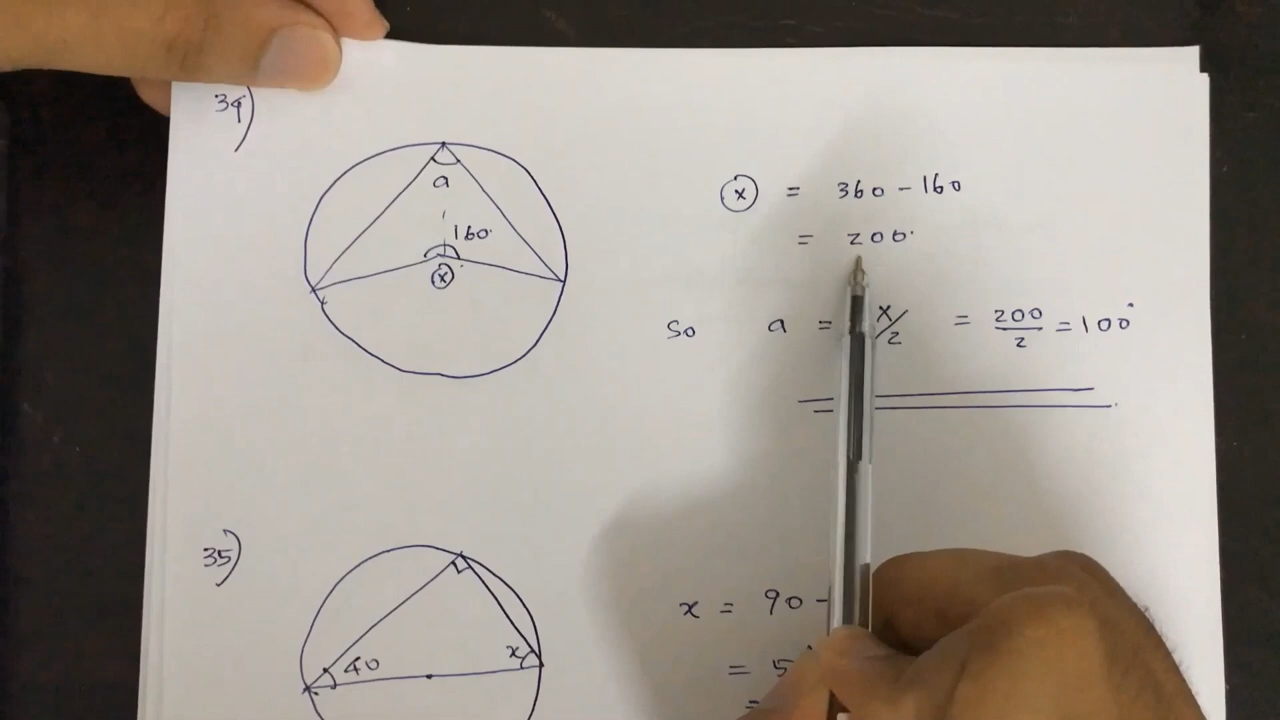 34)
a
160°
x
x = 360 - 160
= 200°
So a = x/2 = 200/2 = 100°
35)
40
x
x = 90 -
= 5
=